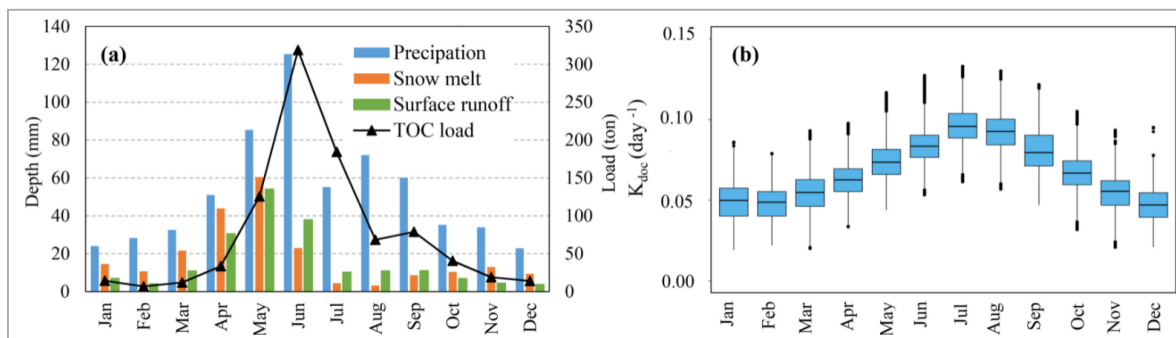 (a)
Precipation
Snow melt
Surface runoff
TOC load
Depth (mm)
140
120
100
80
60
40
20
0
350
300
250
200
150
100
50
0
Load (ton)
Jan Feb Mar Apr May Jun Jul Aug Sep Oct Nov Dec
(b)
K_doc (day⁻¹)
0.15
0.10
0.05
0.00
Jan Feb Mar Apr May Jun Jul Aug Sep Oct Nov Dec